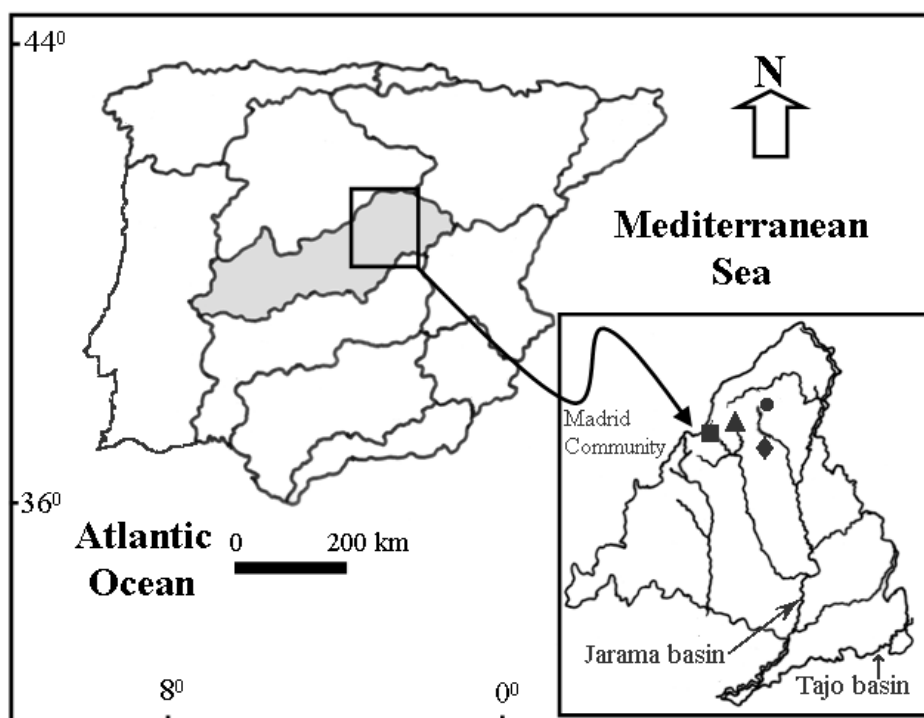 44⁰
N
Mediterranean
Sea
Madrid
Community
36⁰
Atlantic
Ocean
0 200 km
Jarama basin
Tajo basin
8⁰ 0⁰